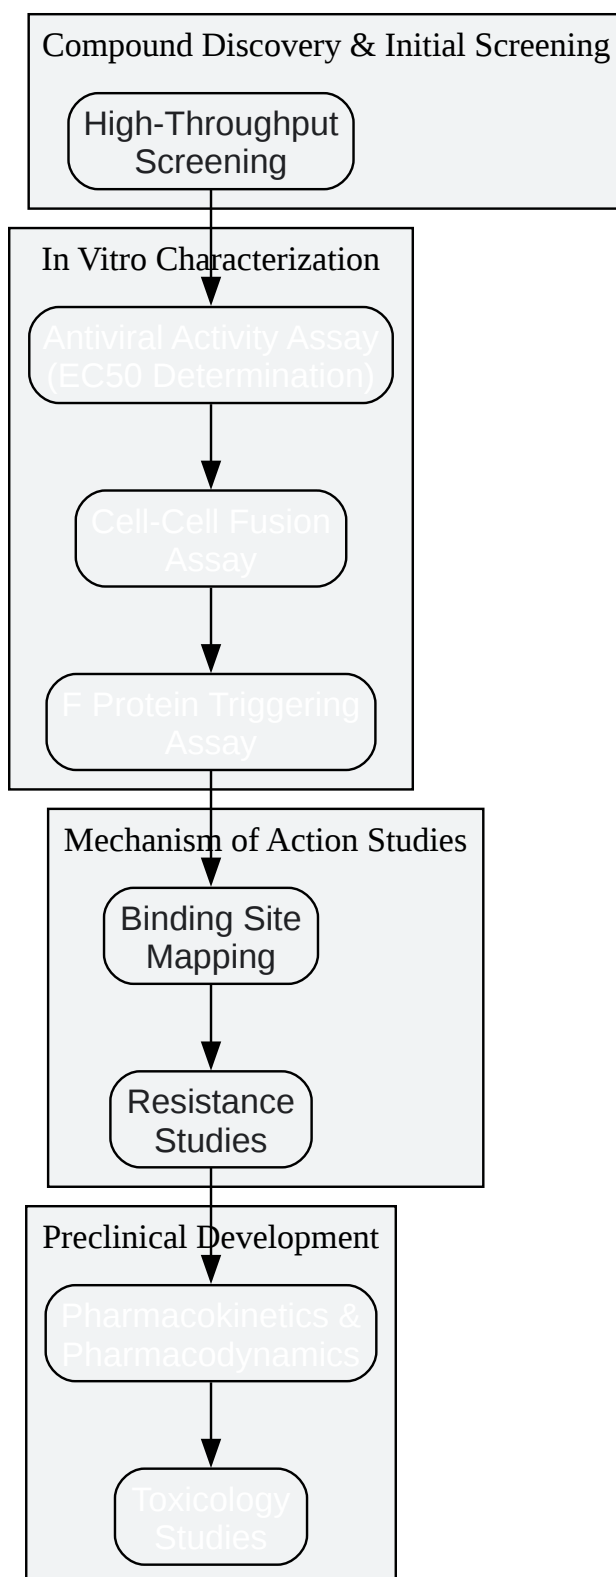 Compound Discovery & Initial Screening
High-Throughput
Screening
In Vitro Characterization
Antiviral Activity Assay
(EC50 Determination)
Cell-Cell Fusion
Assay
F Protein Triggering
Assay
Mechanism of Action Studies
Binding Site
Mapping
Resistance
Studies
Preclinical Development
Pharmacokinetics &
Pharmacodynamics
Toxicology
Studies